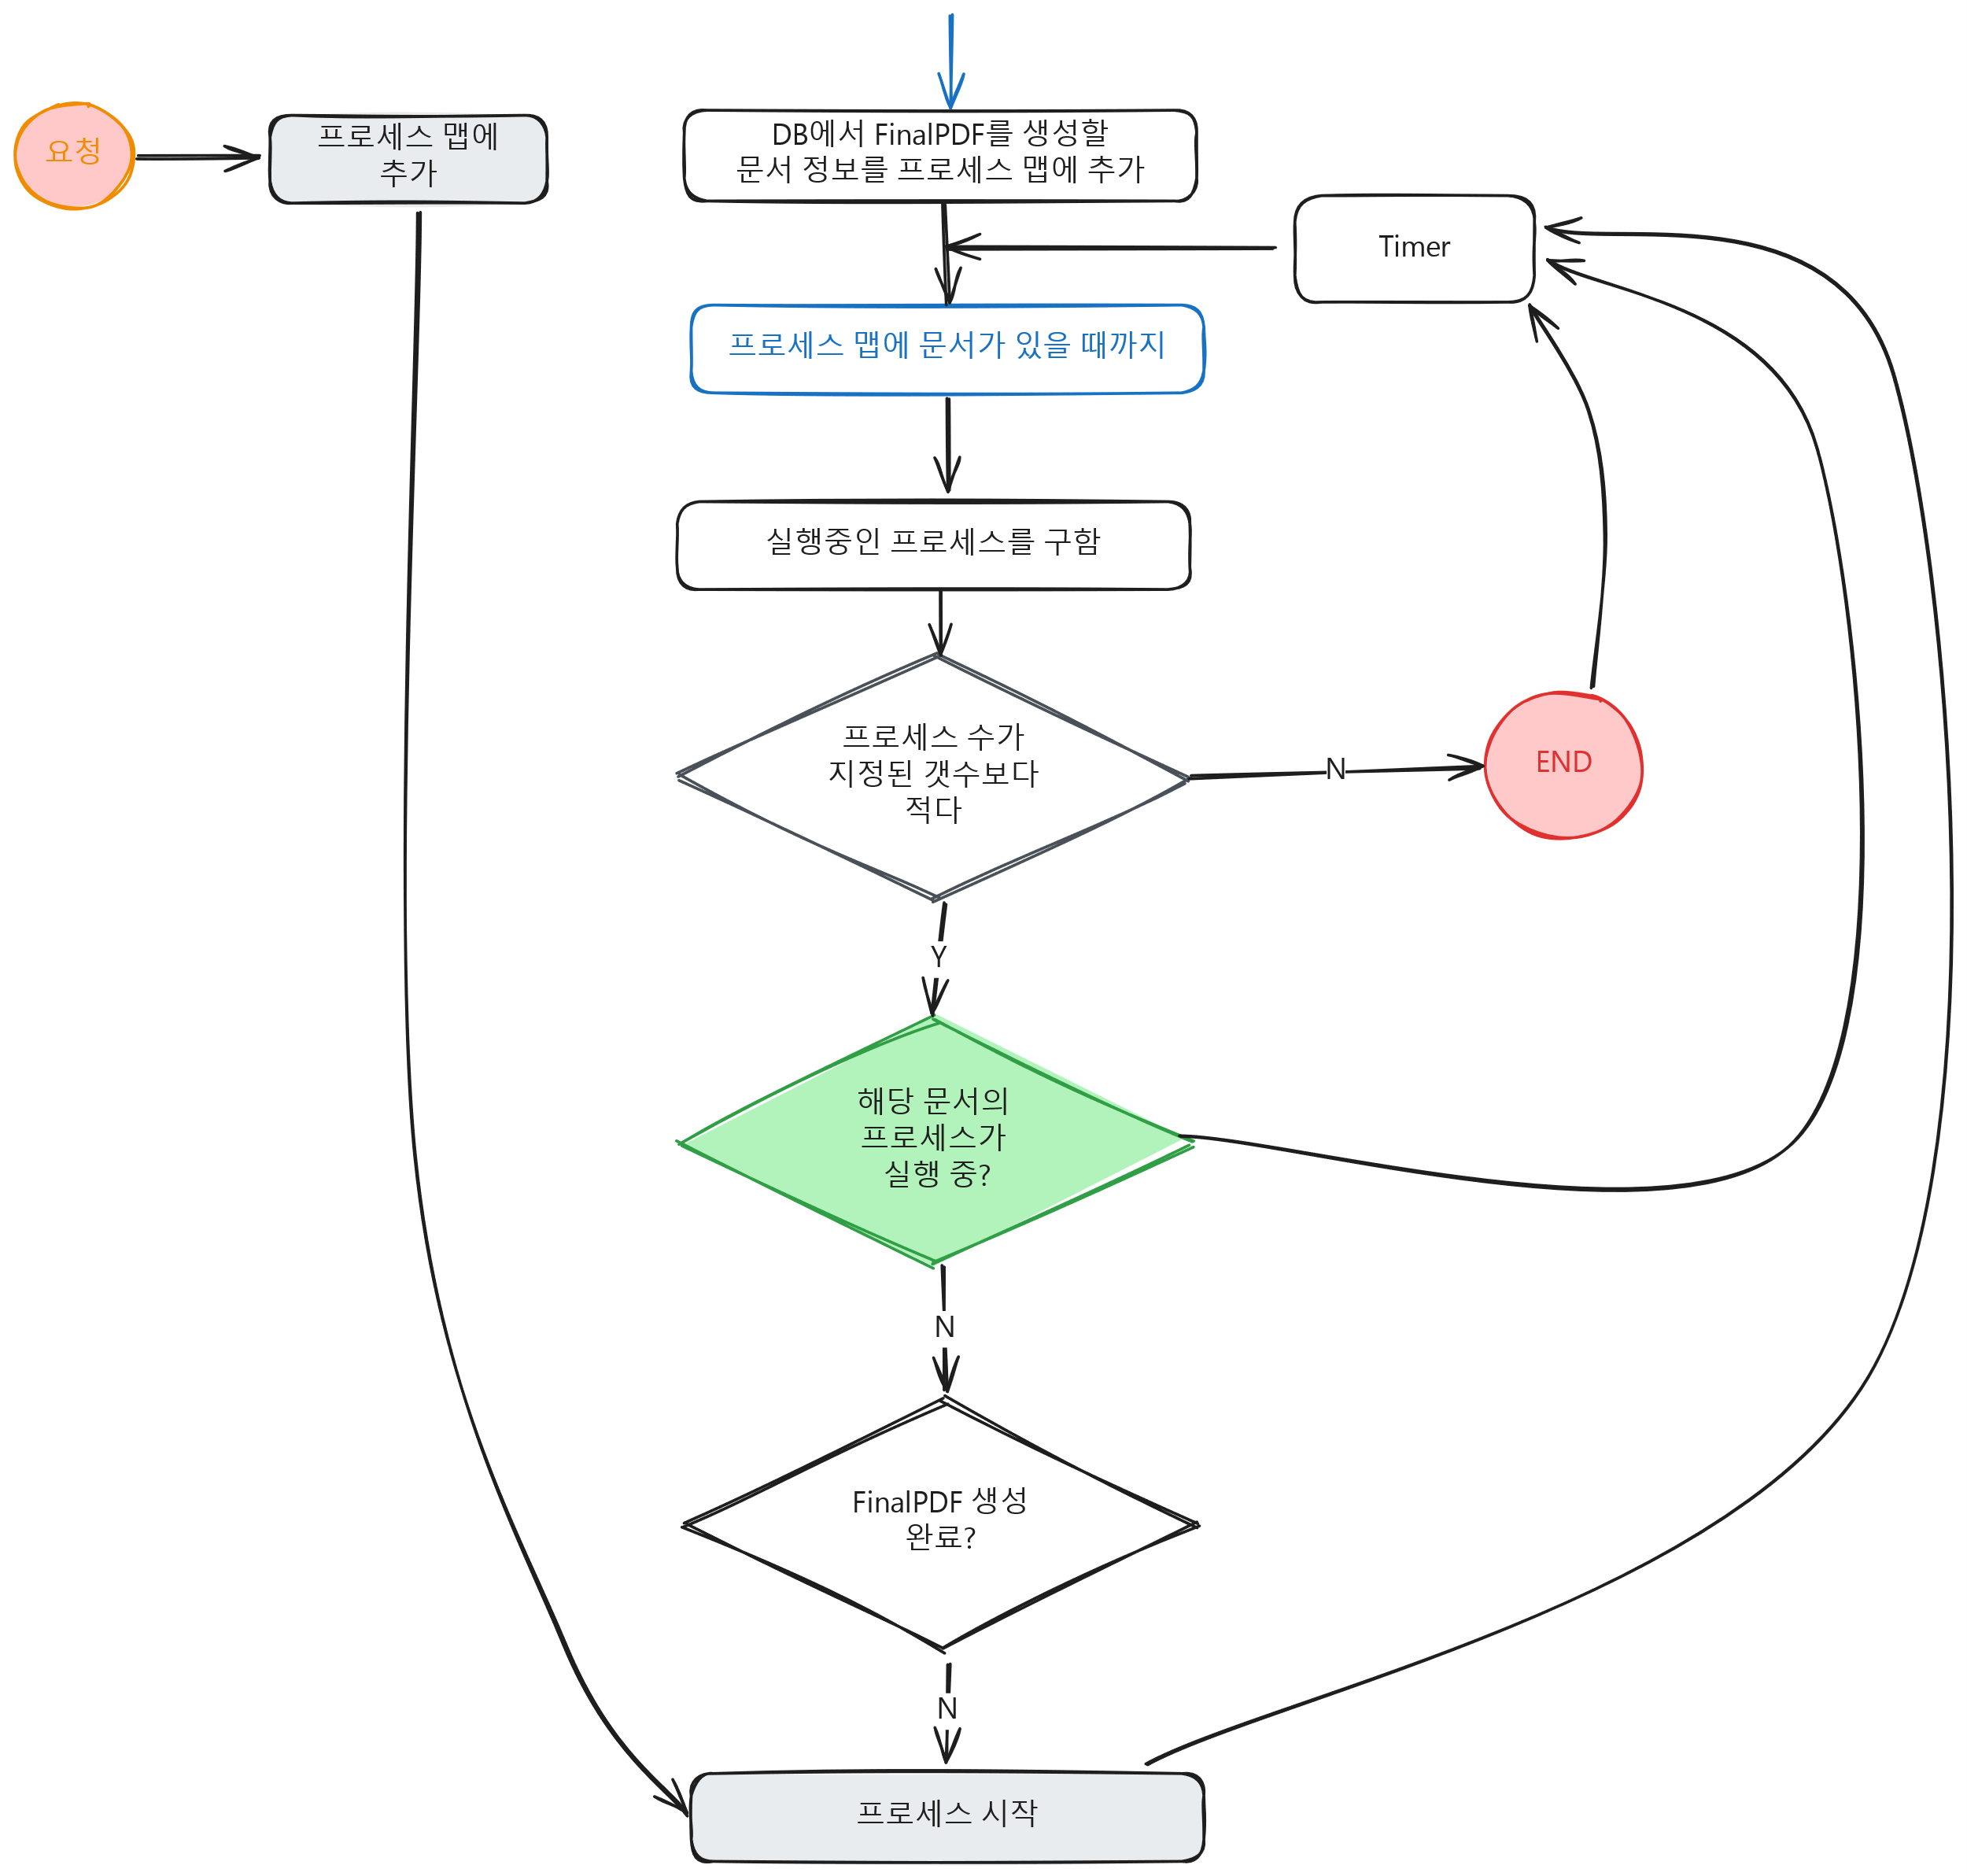 요청
프로세스 맵에
추가
DB에서 FinalPDF를 생성할
문서 정보를 프로세스 맵에 추가
Timer
프로세스 맵에 문서가 있을 때까지
실행중인 프로세스를 구함
프로세스 수가
지정된 갯수보다
적다
N
END
Y
해당 문서의
프로세스가
실행 중?
N
FinalPDF 생성
완료?
N
프로세스 시작